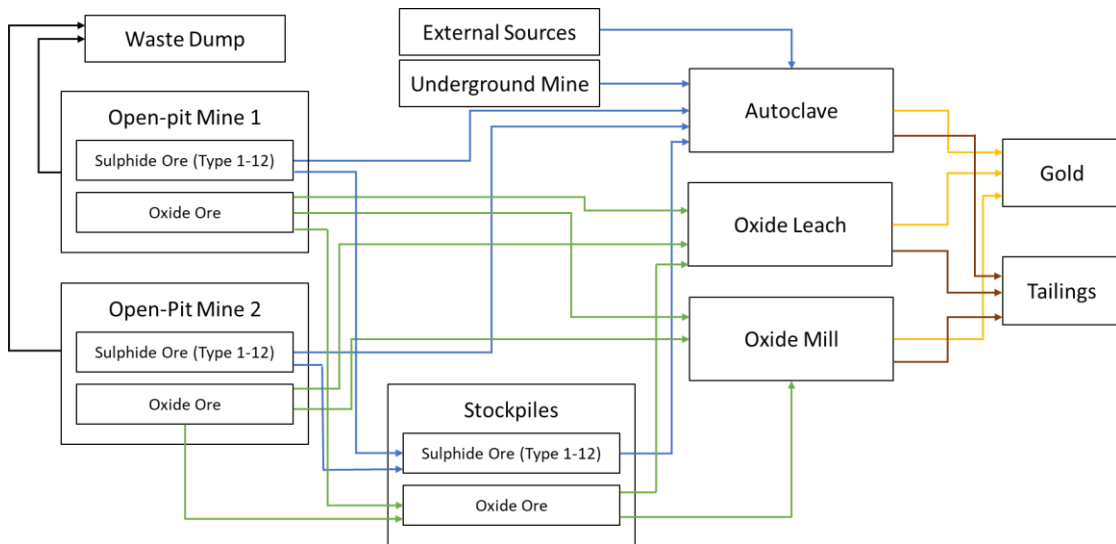 Waste Dump
External Sources
Underground Mine
Autoclave
Open-pit Mine 1
Sulphide Ore (Type 1-12)
Oxide Ore
Gold
Oxide Leach
Tailings
Open-Pit Mine 2
Sulphide Ore (Type 1-12)
Oxide Ore
Oxide Mill
Stockpiles
Sulphide Ore (Type 1-12)
Oxide Ore